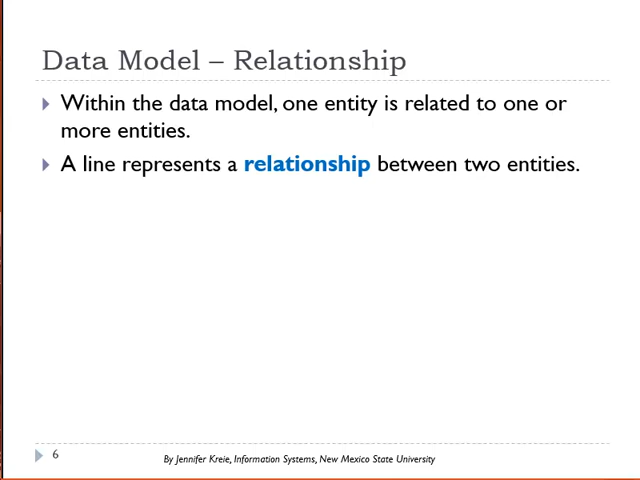 Data Model – Relationship
Within the data model, one entity is related to one or
more entities.
A line represents a relationship between two entities.
6
By Jennifer Kreie, Information Systems, New Mexico State University